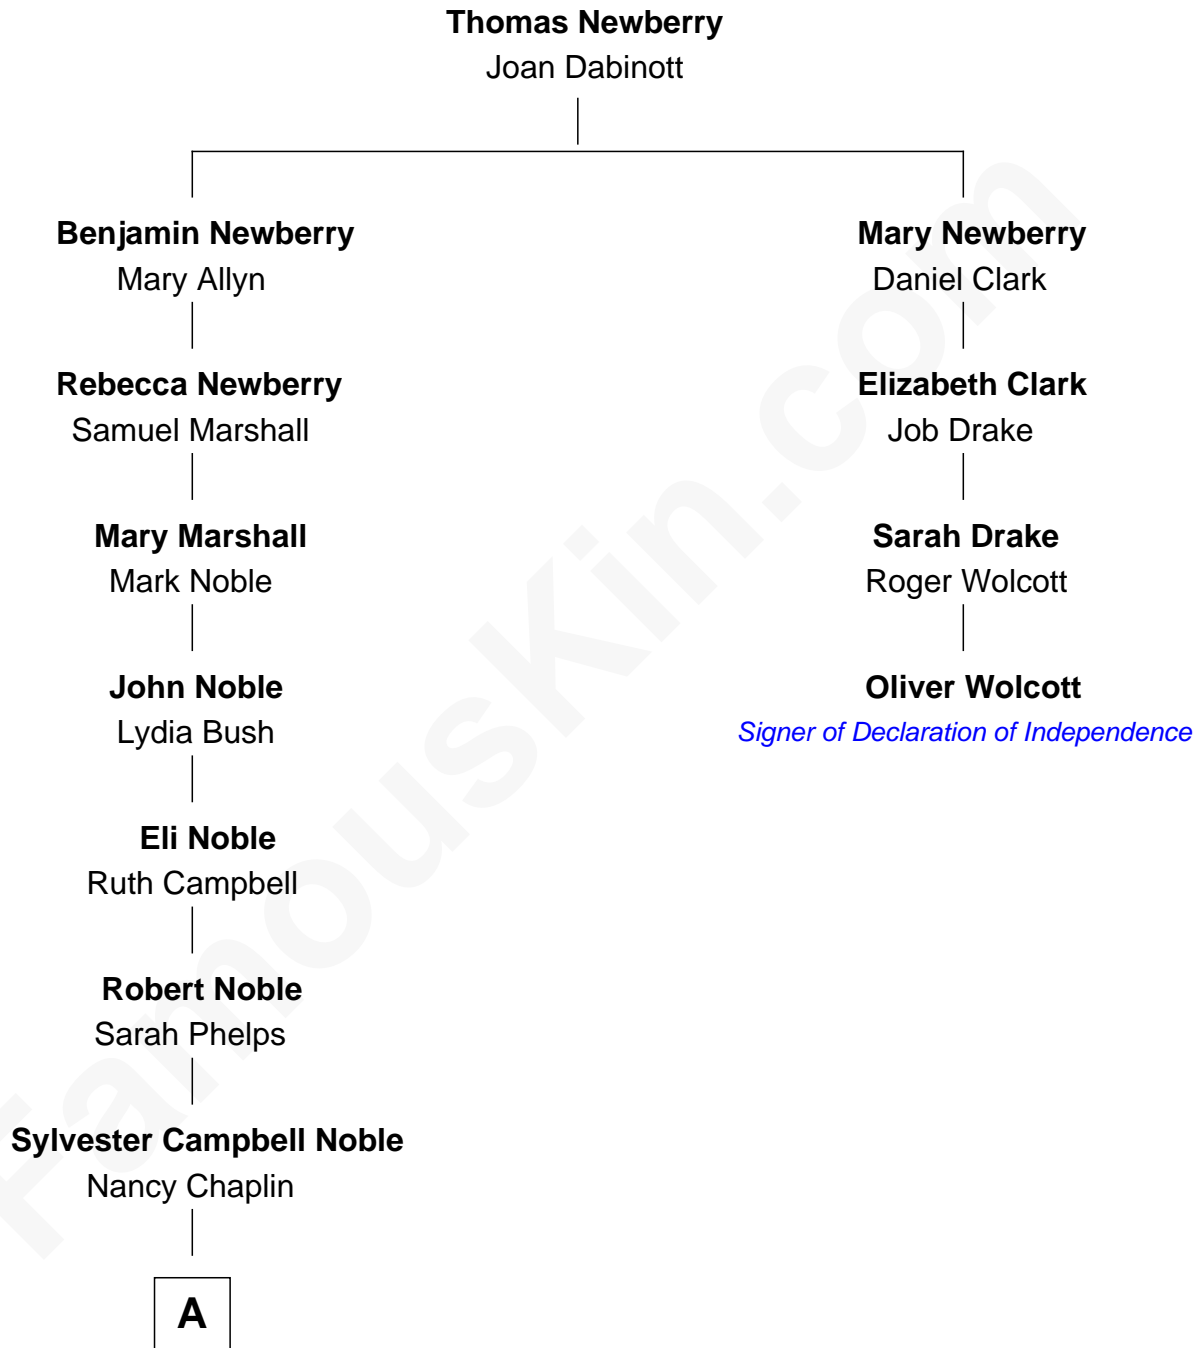 Thomas Newberry
Joan Dabinott
Benjamin Newberry
Mary Allyn
Mary Newberry
Daniel Clark
Rebecca Newberry
Samuel Marshall
Elizabeth Clark
Job Drake
Mary Marshall
Mark Noble
Sarah Drake
Roger Wolcott
John Noble
Lydia Bush
Oliver Wolcott
Signer of Declaration of Independence
Eli Noble
Ruth Campbell
Robert Noble
Sarah Phelps
Sylvester Campbell Noble
Nancy Chaplin
A
FamousKin.com